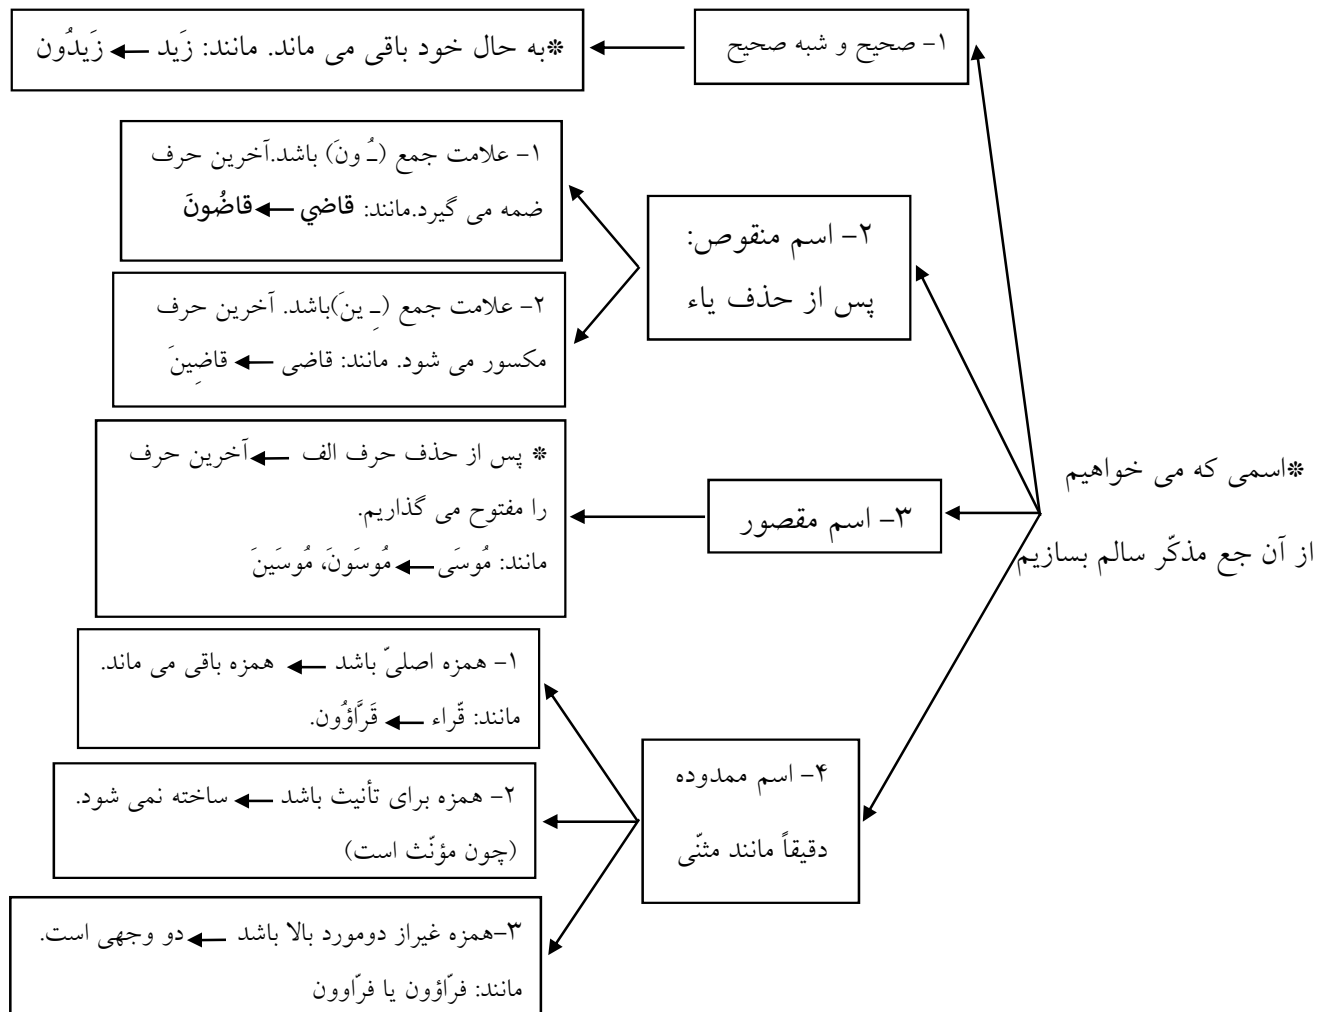 *اسمی که می خواهیم
از آن جع مذکّر سالم بسازیم
۱- صحیح و شبه صحیح
*به حال خود باقی می ماند. مانند: زَید ← زَیدُون
۲- اسم منقوص:
پس از حذف یاء
۱- علامت جمع (ـُ ونَ) باشد.آخرین حرف
ضمه می گیرد.مانند: قاضي ← قاضُونَ
۲- علامت جمع (ـِ ینَ)باشد. آخرین حرف
مکسور می شود. مانند: قاضی ← قاضِینَ
۳- اسم مقصور
* پس از حذف حرف الف ← آخرین حرف
را مفتوح می گذاریم.
مانند: مُوسَی ← مُوسَونَ، مُوسَینَ
۴- اسم ممدوده
دقیقاً مانند مثنّی
۱- همزه اصلیّ باشد ← همزه باقی می ماند.
مانند: قّراء ← قَرَّاؤُون.
۲- همزه برای تأنیث باشد ← ساخته نمی شود.
(چون مؤنّث است)
۳-همزه غیراز دومورد بالا باشد ← دو وجهی است.
مانند: فرّاؤون یا فرّاوون